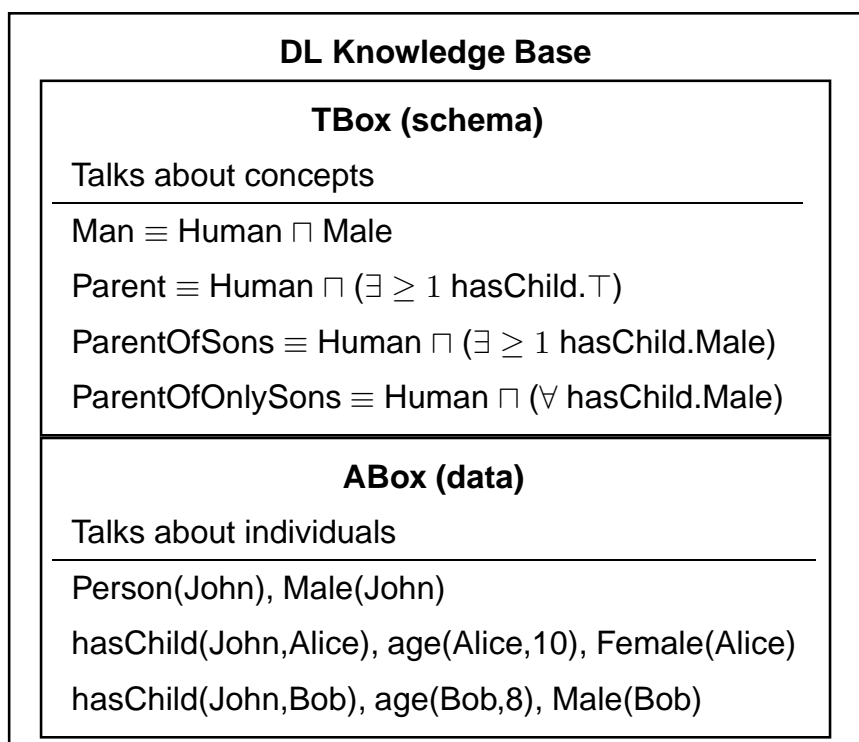 DL Knowledge Base
TBox (schema)
Talks about concepts
Man ≡ Human ⊓ Male
Parent ≡ Human ⊓ (∃ ≥ 1 hasChild.⊤)
ParentOfSons ≡ Human ⊓ (∃ ≥ 1 hasChild.Male)
ParentOfOnlySons ≡ Human ⊓ (∀ hasChild.Male)
ABox (data)
Talks about individuals
Person(John), Male(John)
hasChild(John,Alice), age(Alice,10), Female(Alice)
hasChild(John,Bob), age(Bob,8), Male(Bob)